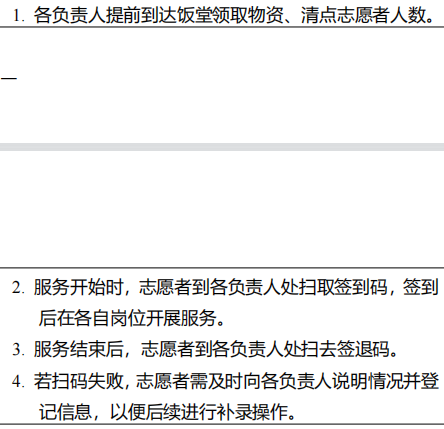 1. 各负责人提前到达饭堂领取物资、清点志愿者人数。
一
2. 服务开始时，志愿者到各负责人处扫取签到码，签到
后在各自岗位开展服务。
3. 服务结束后，志愿者到各负责人处扫去签退码。
4. 若扫码失败，志愿者需及时向各负责人说明情况并登
记信息，以便后续进行补录操作。